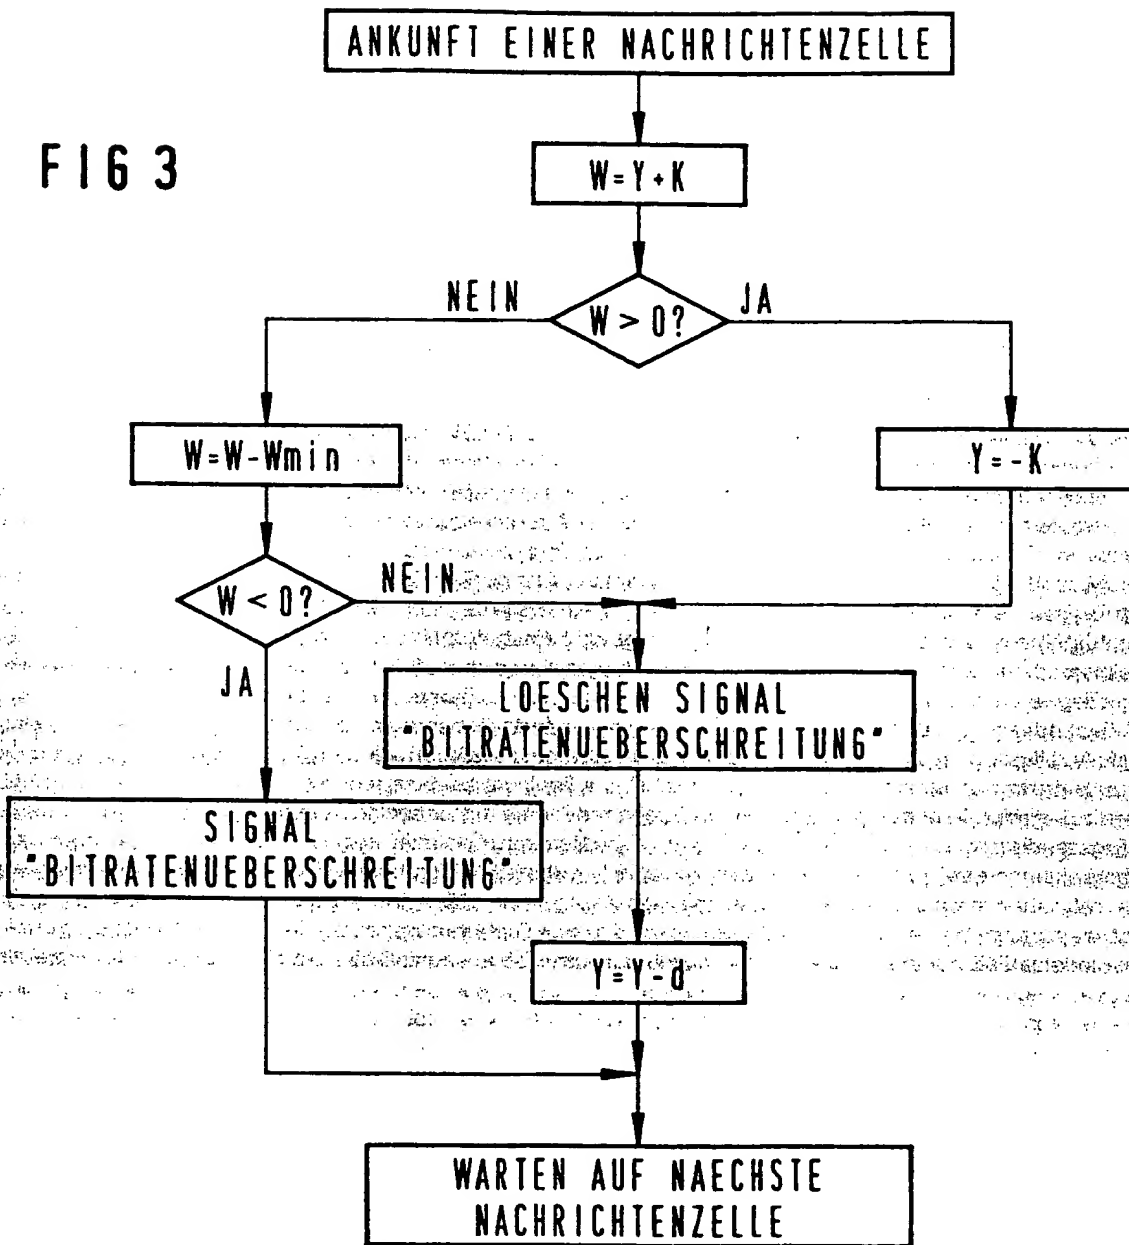 ANKUNFT EINER NACHRICHTENZELLE
FIG 3
W=Y+K
NEIN
W > 0?
JA
W=W-Wmin
Y=-K
W < 0?
NEIN
JA
LOESCHEN SIGNAL
"BITRATENUEBERSCHREITUNG"
SIGNAL
"BITRATENUEBERSCHREITUNG"
Y=Y-d
WARTEN AUF NAECHSTE
NACHRICHTENZELLE